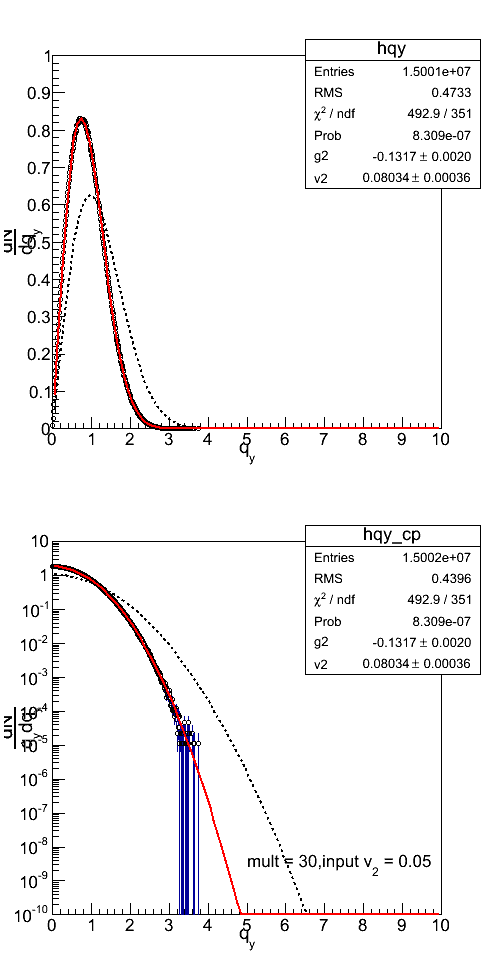 hqy
Entries 1.5001e+07
RMS 0.4733
χ² / ndf 492.9 / 351
Prob 8.309e-07
g2 -0.1317 ± 0.0020
v2 0.08034 ± 0.00036
dN
dq_y
0.9
0.8
0.7
0.6
0.5
0.4
0.3
0.2
0.1
0
0 1 2 3 4 5 6 7 8 9 10
q_y
hqy_cp
Entries 1.5002e+07
RMS 0.4396
χ² / ndf 492.9 / 351
Prob 8.309e-07
g2 -0.1317 ± 0.0020
v2 0.08034 ± 0.00036
dN
q_y dq_y
10
1
10⁻¹
10⁻²
10⁻³
10⁻⁴
10⁻⁵
10⁻⁶
10⁻⁷
10⁻⁸
10⁻⁹
10⁻¹⁰
mult = 30,input v₂ = 0.05
0 1 2 3 4 5 6 7 8 9 10
q_y